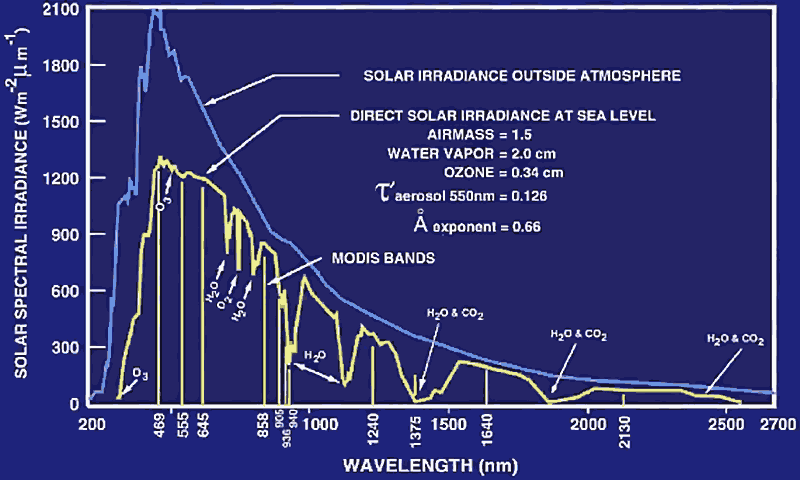 2100
1800
1500
1200
900
600
300
0
SOLAR SPECTRAL IRRADIANCE (Wm-2μm-1)
SOLAR IRRADIANCE OUTSIDE ATMOSPHERE
DIRECT SOLAR IRRADIANCE AT SEA LEVEL
AIRMASS = 1.5
WATER VAPOR = 2.0 cm
OZONE = 0.34 cm
τ′aerosol 550nm = 0.126
Å exponent = 0.66
MODIS BANDS
O3
O3
H2O
O2
H2O
H2O
H2O & CO2
H2O & CO2
H2O & CO2
200
469
555
645
858
905
936
940
1000
1240
1375
1500
1640
2000
2130
2500
2700
WAVELENGTH (nm)